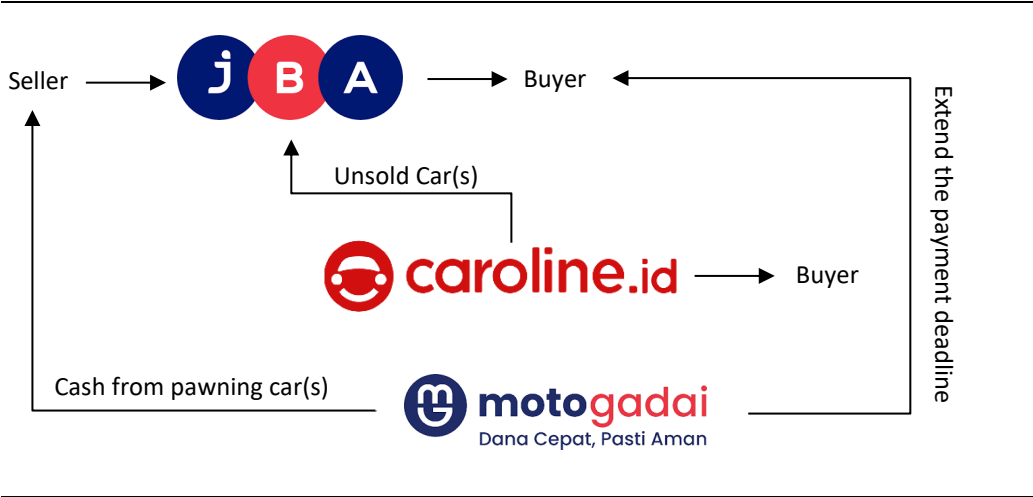 Seller
J B A
Buyer
Extend the payment deadline
Unsold Car(s)
caroline.id
Buyer
Cash from pawning car(s)
motogadai
Dana Cepat, Pasti Aman